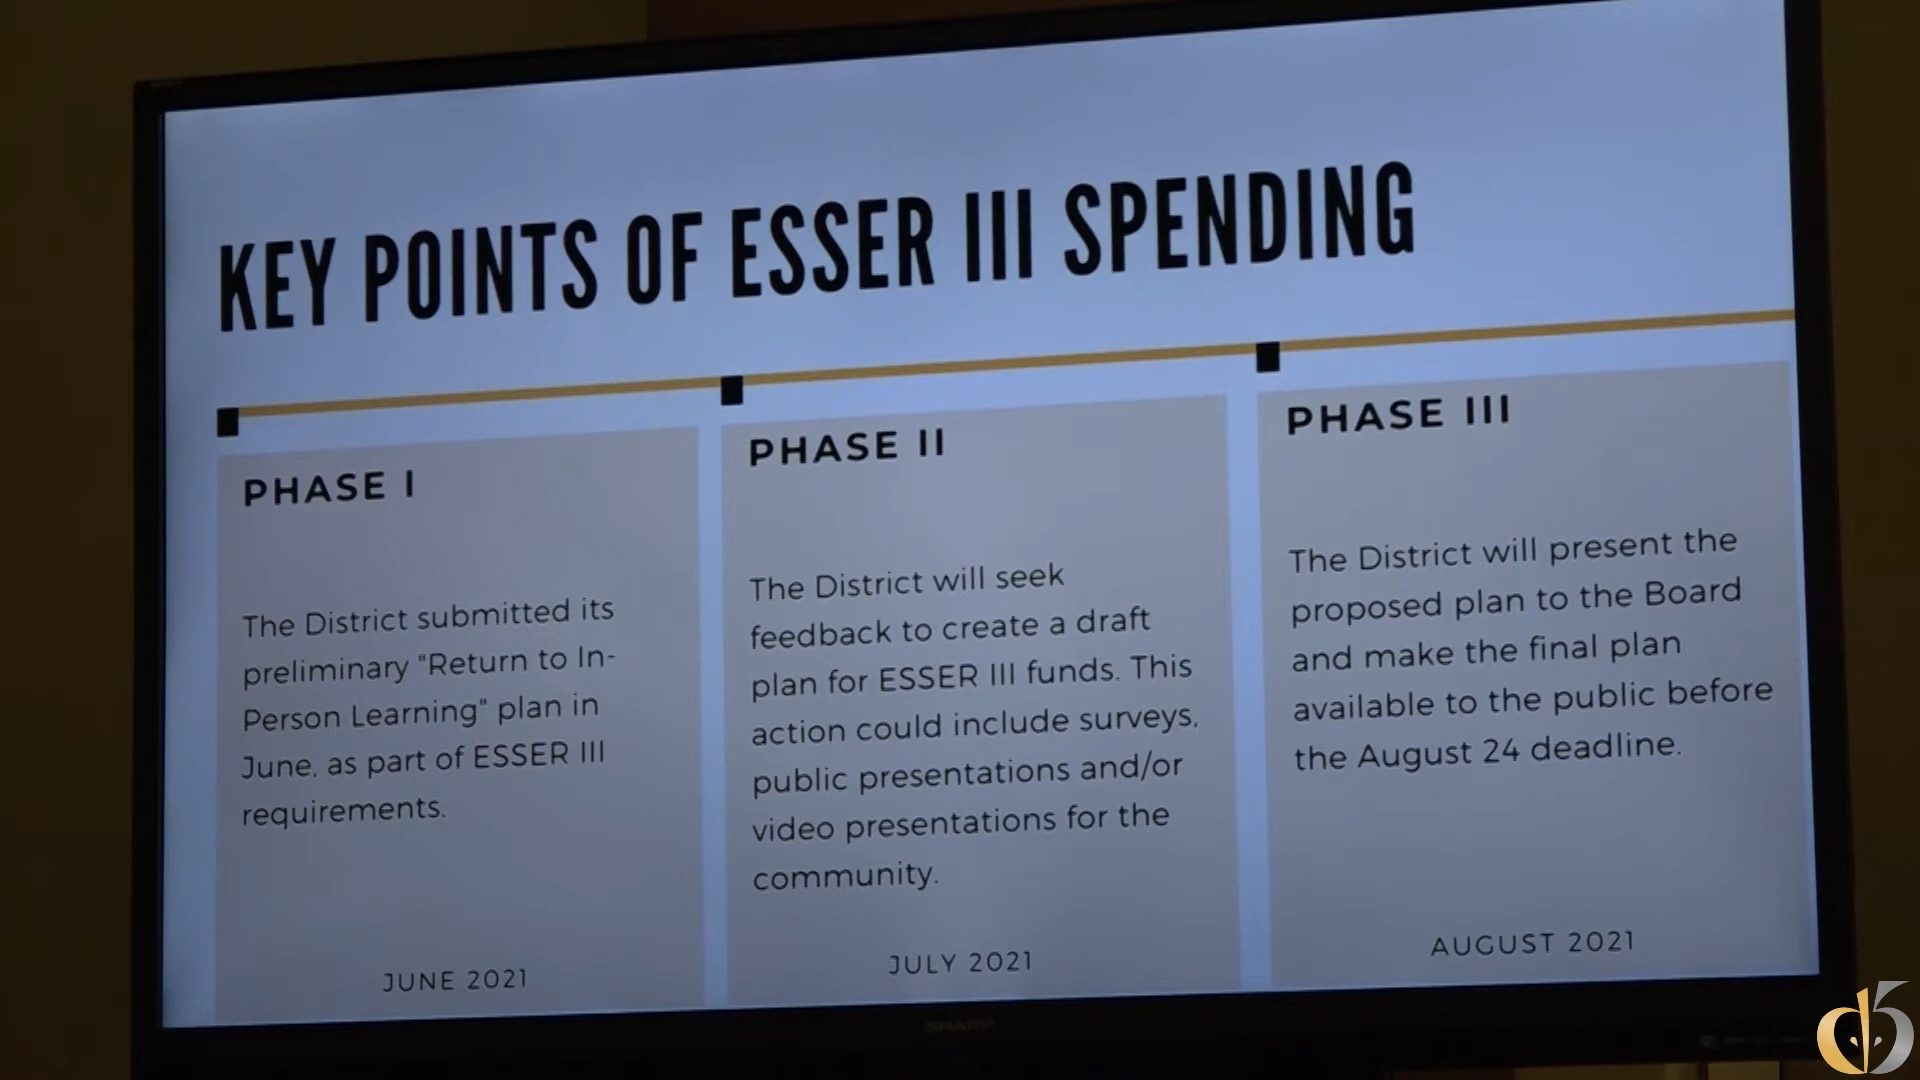 KEY POINTS OF ESSER III SPENDING
PHASE I
The District submitted its
preliminary "Return to In-
Person Learning" plan in
June, as part of ESSER III
requirements.
JUNE 2021
PHASE II
The District will seek
feedback to create a draft
plan for ESSER III funds. This
action could include surveys,
public presentations and/or
video presentations for the
community.
JULY 2021
PHASE III
The District will present the
proposed plan to the Board
and make the final plan
available to the public before
the August 24 deadline.
AUGUST 2021
SHARP
d5